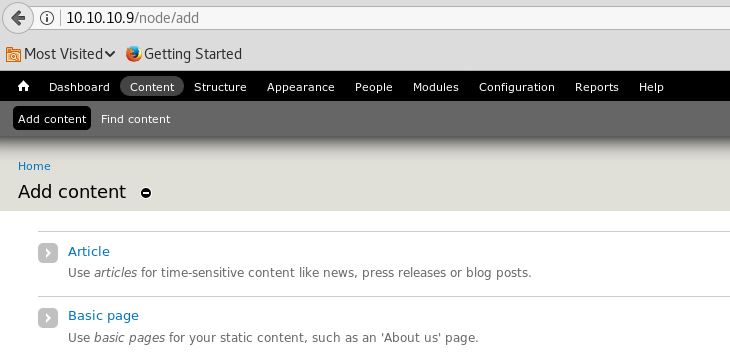 10.10.10.9/node/add
Most Visited Getting Started
Dashboard Content Structure Appearance People Modules Configuration Reports Help
Add content Find content
Home
Add content
Article
Use articles for time-sensitive content like news, press releases or blog posts.
Basic page
Use basic pages for your static content, such as an 'About us' page.